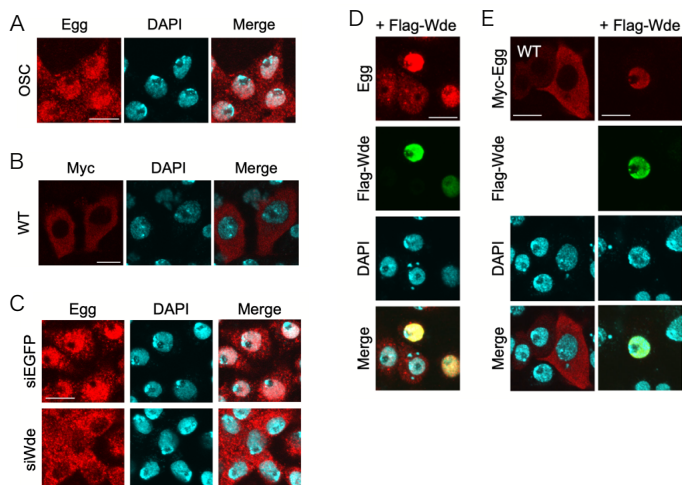 A
Egg DAPI Merge
OSC
B
Myc DAPI Merge
WT
C
Egg DAPI Merge
siEGFP
siWde
D
+ Flag-Wde
Egg
Flag-Wde
DAPI
Merge
E
+ Flag-Wde
Myc-Egg
WT
Flag-Wde
DAPI
Merge